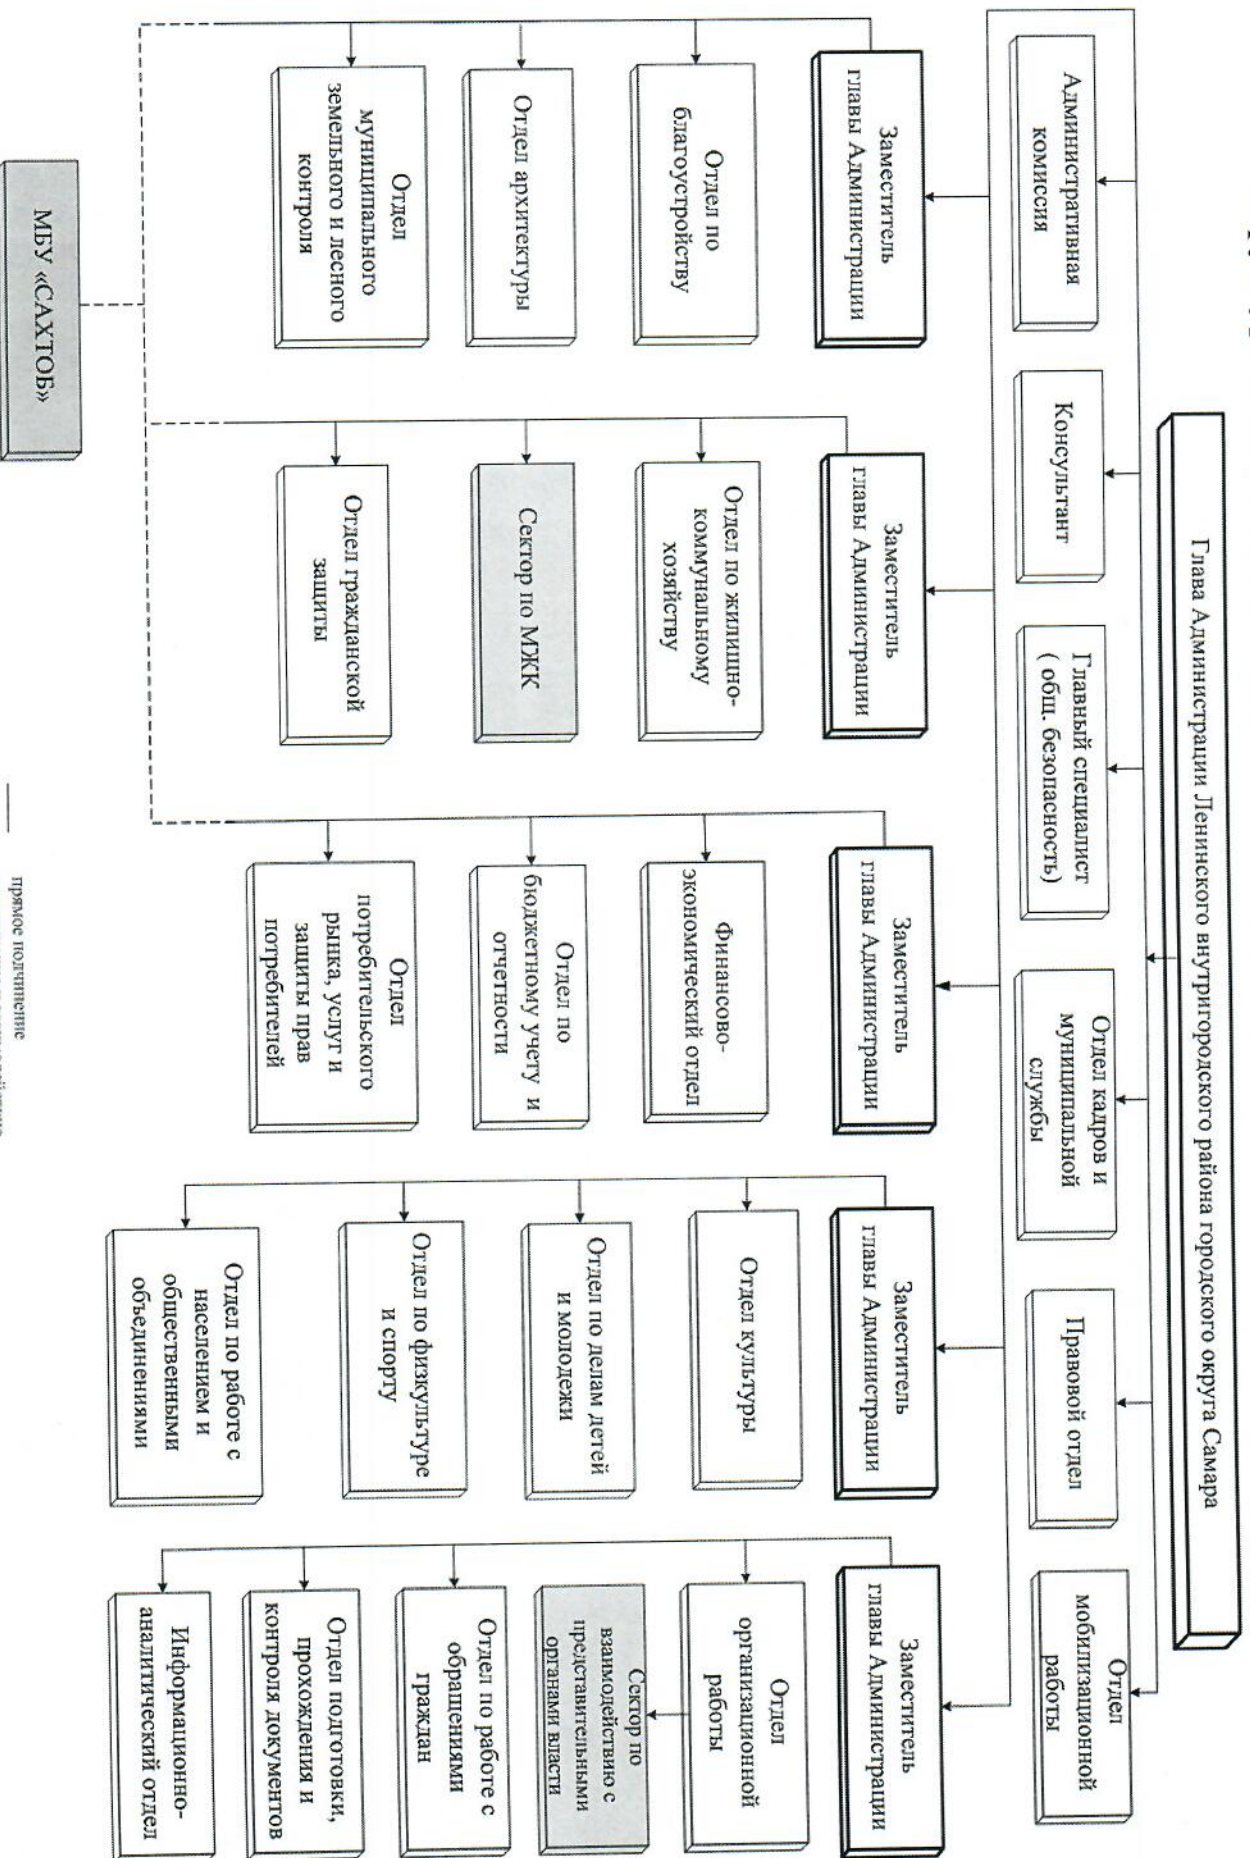 Глава Администрации Ленинского внутригородского района городского округа Самара
Административная
комиссия
Консультант
Главный специалист
( общ. безопасность)
Отдел кадров и
муниципальной
службы
Правовой отдел
Отдел
мобилизационной
работы
Заместитель
главы Администрации
Отдел по
благоустройству
Отдел архитектуры
Отдел
муниципального
земельного и лесного
контроля
Заместитель
главы Администрации
Отдел по жилищно-
коммунальному
хозяйству
Сектор по МЖК
Отдел гражданской
защиты
Заместитель
главы Администрации
Финансово-
экономический отдел
Отдел по
бюджетному учету и
отчетности
Отдел
потребительского
рынка, услуг и
защиты прав
потребителей
Заместитель
главы Администрации
Отдел культуры
Отдел по делам детей
и молодежи
Отдел по физкультуре
и спорту
Отдел по работе с
населением и
общественными
объединениями
Заместитель
главы Администрации
Отдел
организационной
работы
Сектор по
взаимодействию с
представительными
органами власти
Отдел по работе с
обращениями
граждан
Отдел подготовки,
прохождения и
контроля документов
Информационно-
аналитический отдел
МБУ «САХТОБ»
прямое подчинение